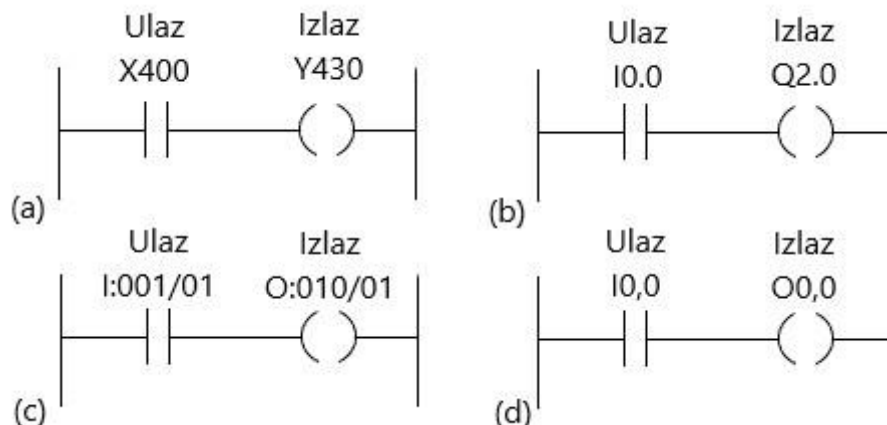 Ulaz Izlaz
X400 Y430
(a)
Ulaz Izlaz
I0.0 Q2.0
(b)
Ulaz Izlaz
I:001/01 O:010/01
(c)
Ulaz Izlaz
I0,0 O0,0
(d)